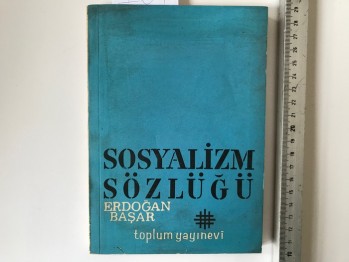 SOSYALİZM
SÖZLÜĞÜ
ERDOĞAN
BAŞAR
toplum yayınevi